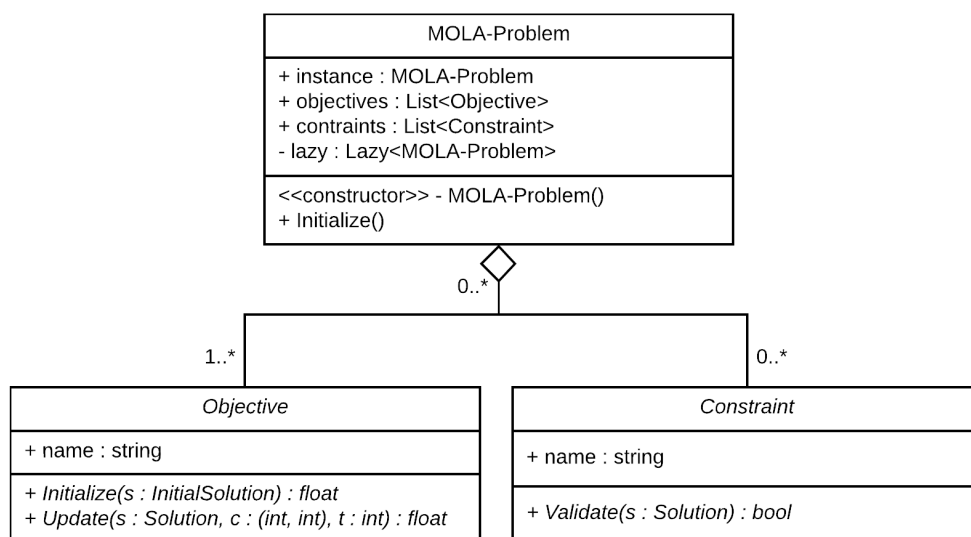 MOLA-Problem
+ instance : MOLA-Problem
+ objectives : List<Objective>
+ contraints : List<Constraint>
- lazy : Lazy<MOLA-Problem>
<<constructor>> - MOLA-Problem()
+ Initialize()
0..*
1..*
0..*
Objective
+ name : string
+ Initialize(s : InitialSolution) : float
+ Update(s : Solution, c : (int, int), t : int) : float
Constraint
+ name : string
+ Validate(s : Solution) : bool